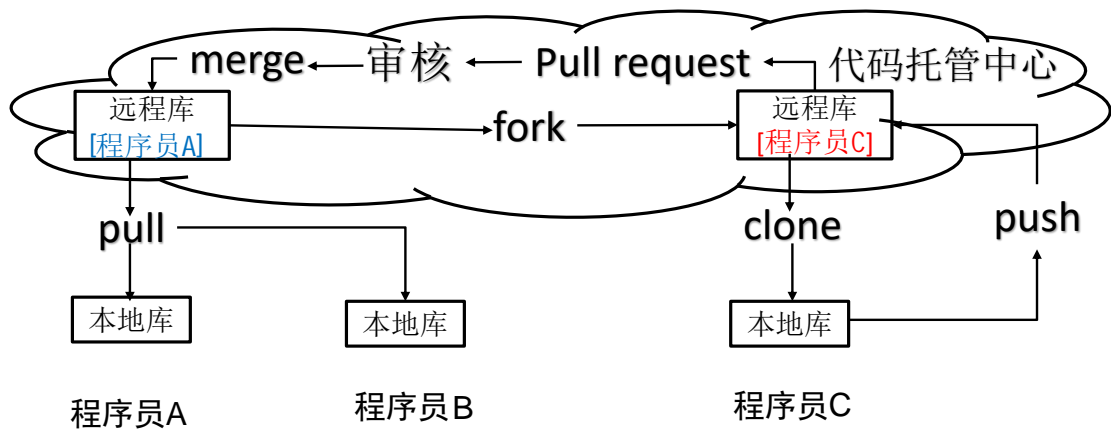 merge
审核
Pull request
代码托管中心
远程库
[程序员A]
fork
远程库
[程序员C]
pull
clone
push
本地库
本地库
本地库
程序员A
程序员B
程序员C